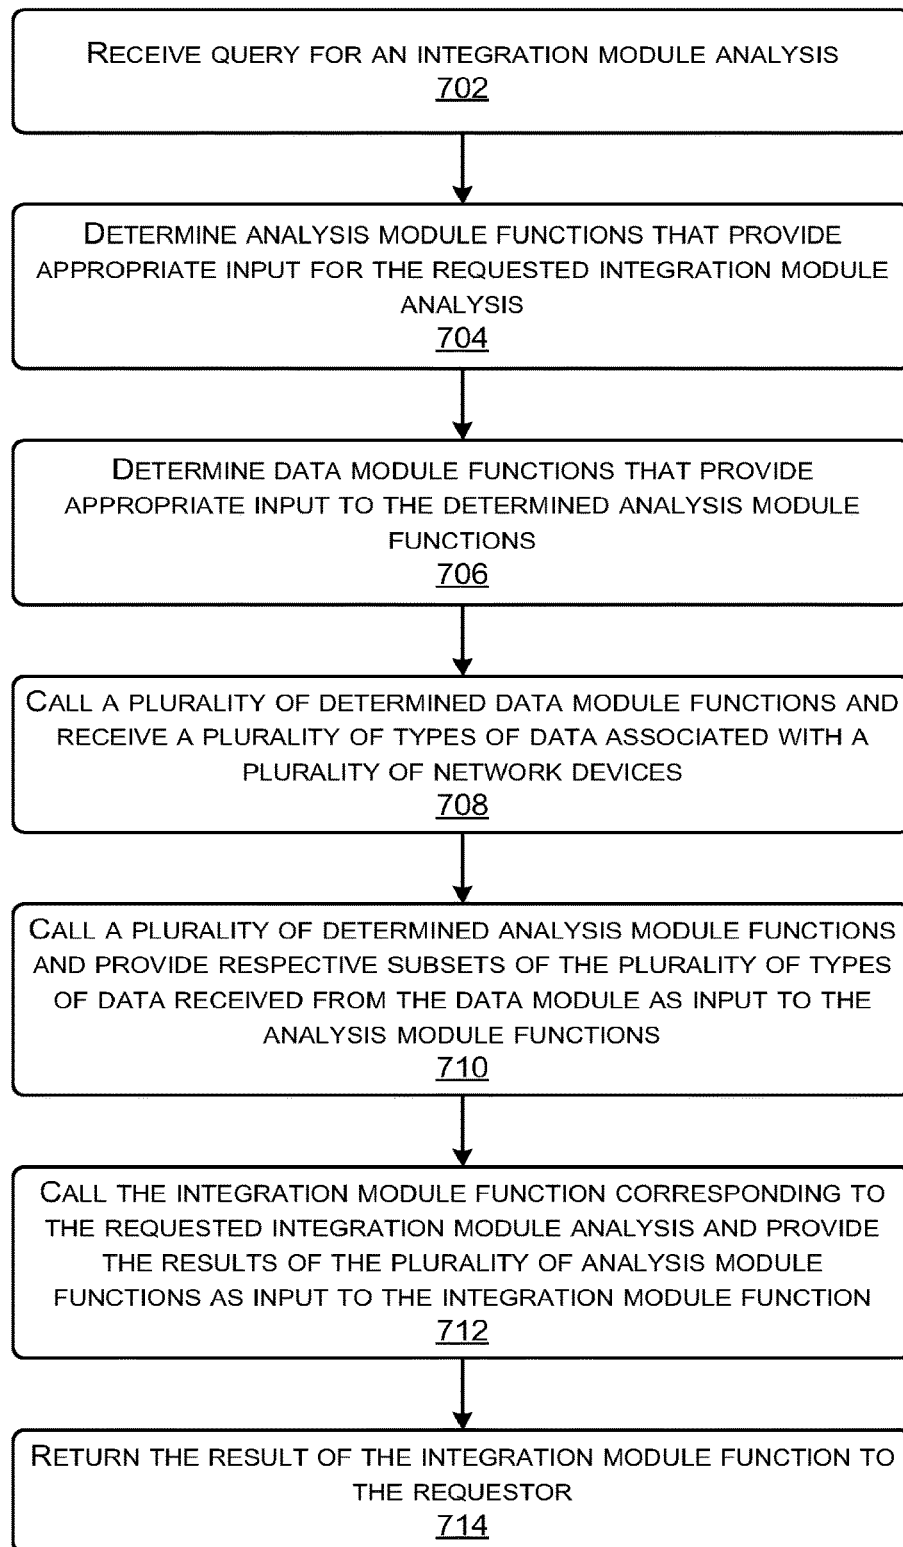 RECEIVE QUERY FOR AN INTEGRATION MODULE ANALYSIS
702
DETERMINE ANALYSIS MODULE FUNCTIONS THAT PROVIDE
APPROPRIATE INPUT FOR THE REQUESTED INTEGRATION MODULE
ANALYSIS
704
DETERMINE DATA MODULE FUNCTIONS THAT PROVIDE
APPROPRIATE INPUT TO THE DETERMINED ANALYSIS MODULE
FUNCTIONS
706
CALL A PLURALITY OF DETERMINED DATA MODULE FUNCTIONS AND
RECEIVE A PLURALITY OF TYPES OF DATA ASSOCIATED WITH A
PLURALITY OF NETWORK DEVICES
708
CALL A PLURALITY OF DETERMINED ANALYSIS MODULE FUNCTIONS
AND PROVIDE RESPECTIVE SUBSETS OF THE PLURALITY OF TYPES
OF DATA RECEIVED FROM THE DATA MODULE AS INPUT TO THE
ANALYSIS MODULE FUNCTIONS
710
CALL THE INTEGRATION MODULE FUNCTION CORRESPONDING TO
THE REQUESTED INTEGRATION MODULE ANALYSIS AND PROVIDE
THE RESULTS OF THE PLURALITY OF ANALYSIS MODULE
FUNCTIONS AS INPUT TO THE INTEGRATION MODULE FUNCTION
712
RETURN THE RESULT OF THE INTEGRATION MODULE FUNCTION TO
THE REQUESTOR
714